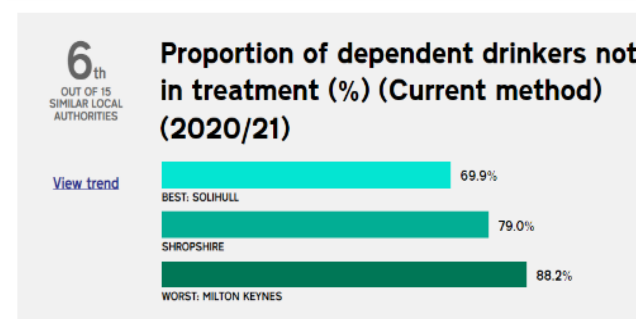 6th
OUT OF 15
SIMILAR LOCAL
AUTHORITIES
View trend
Proportion of dependent drinkers not
in treatment (%) (Current method)
(2020/21)
69.9%
BEST: SOLIHULL
79.0%
SHROPSHIRE
88.2%
WORST: MILTON KEYNES